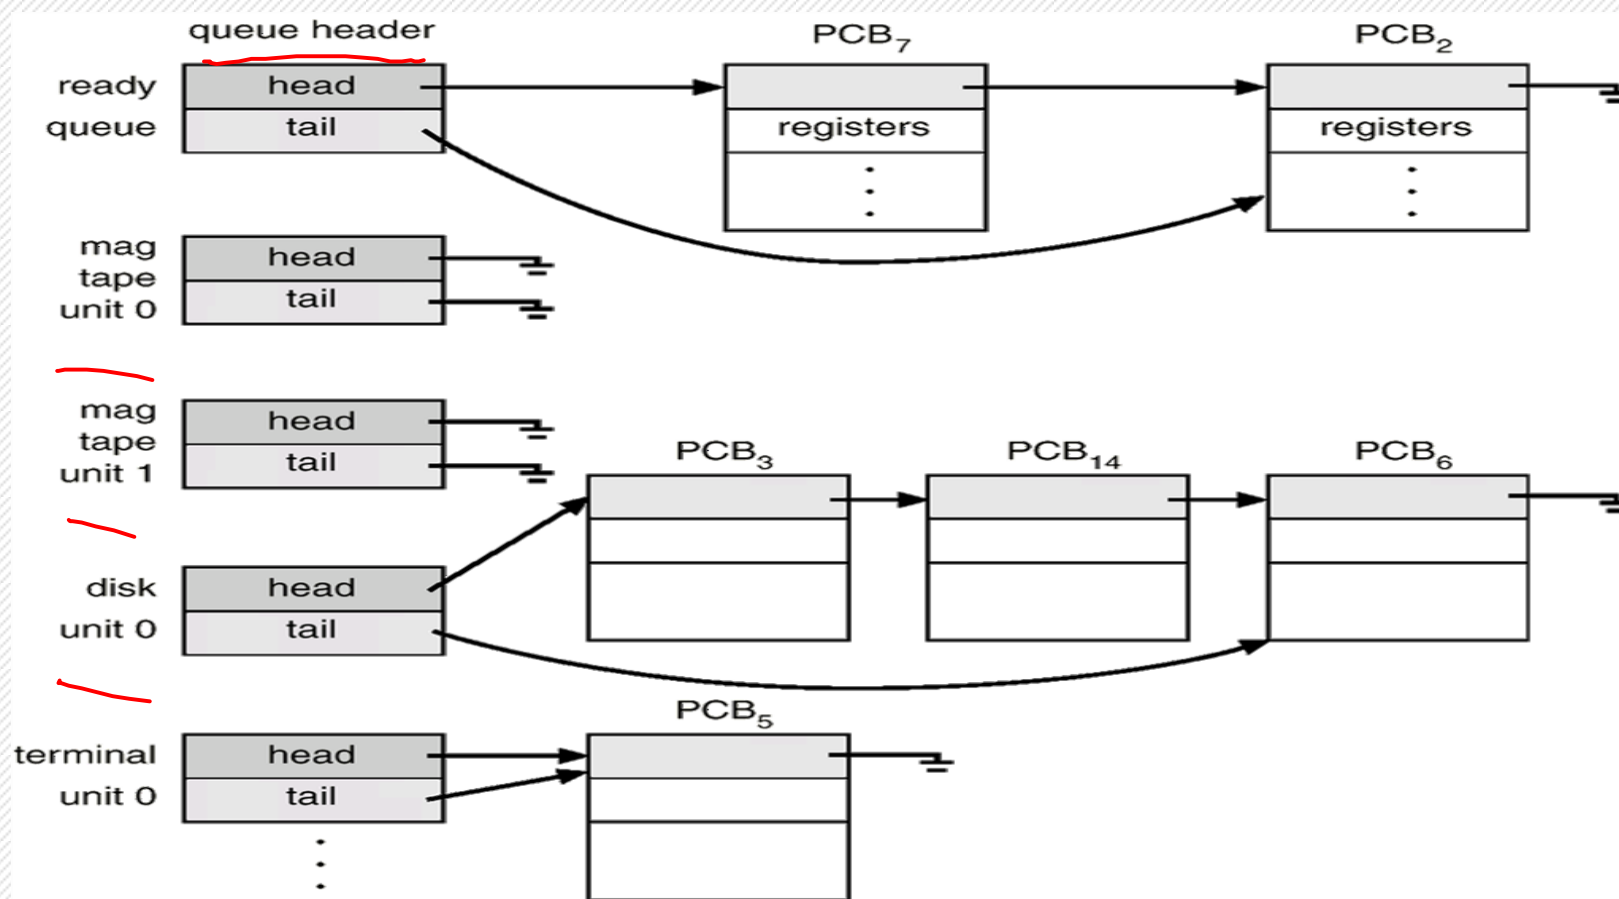 queue header
PCB7
PCB2
ready
queue
head
tail
registers
registers
mag
tape
unit 0
head
tail
mag
tape
unit 1
head
tail
PCB3
PCB14
PCB6
disk
unit 0
head
tail
PCB5
terminal
unit 0
head
tail